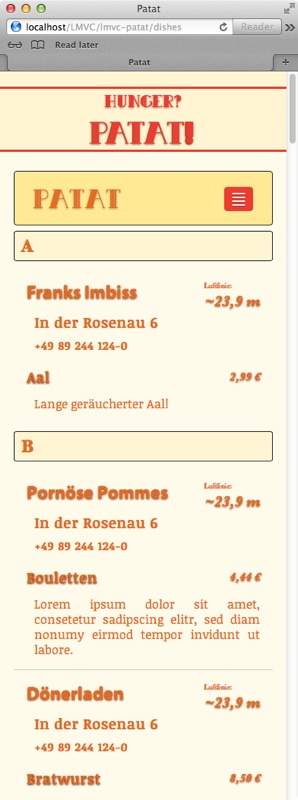 Patat
localhost/LMVC/lmvc-patat/dishes
Reader
Read later
Patat
HUNGER?
PATAT!
PATAT
A
Franks Imbiss
Luftlinie:
~23,9 m
In der Rosenau 6
+49 89 244 124-0
Aal
2,99 €
Lange geräucherter Aal!
B
Pornöse Pommes
Luftlinie:
~23,9 m
In der Rosenau 6
+49 89 244 124-0
Bouletten
4,44 €
Lorem ipsum dolor sit amet,
consetetur sadipscing elitr, sed diam
nonumy eirmod tempor invidunt ut
labore.
Dönerladen
Luftlinie:
~23,9 m
In der Rosenau 6
+49 89 244 124-0
Bratwurst
8,50 €